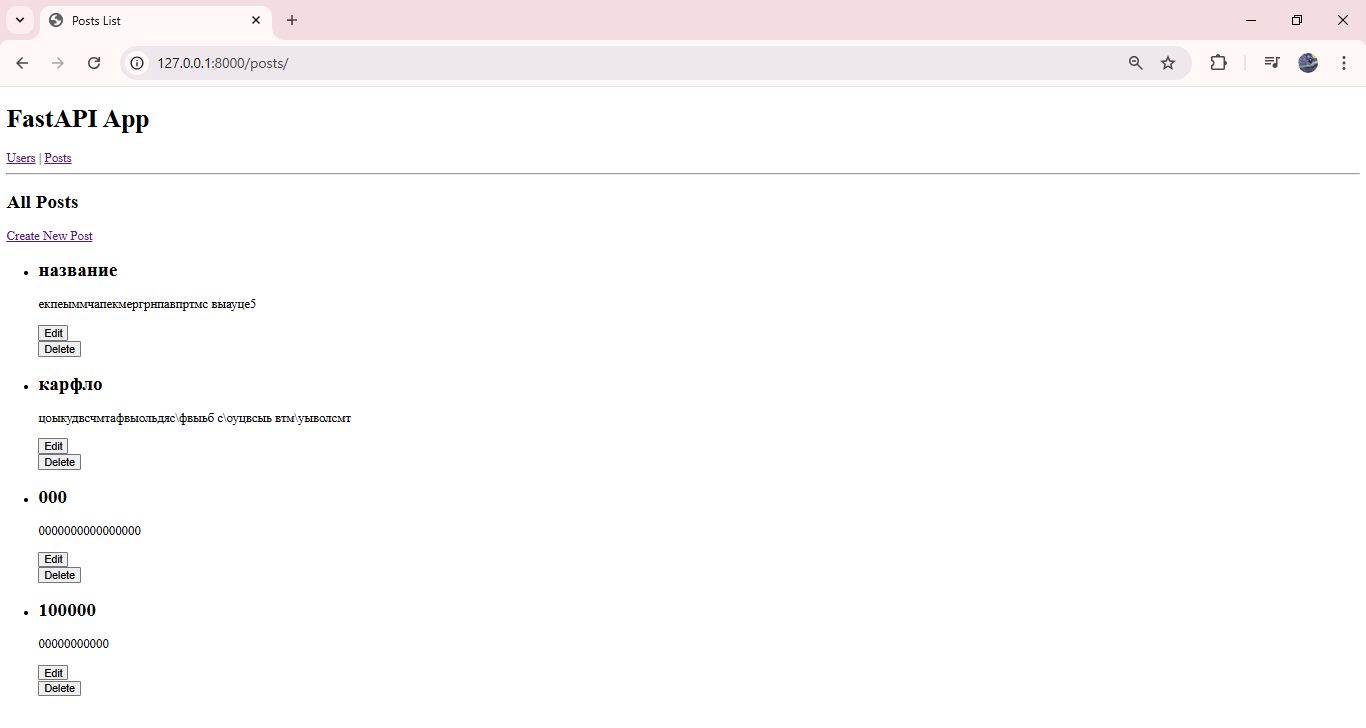 Posts List
127.0.0.1:8000/posts/
FastAPI App
Users | Posts
All Posts
Create New Post
название
екпеыммчапекмергрнпавпртмс выауце5
Edit
Delete
карфло
цоыкудвсчмтафвыольдяс\фвыьб с\оуцвсыь втм\уыволсмт
Edit
Delete
000
0000000000000000
Edit
Delete
100000
00000000000
Edit
Delete